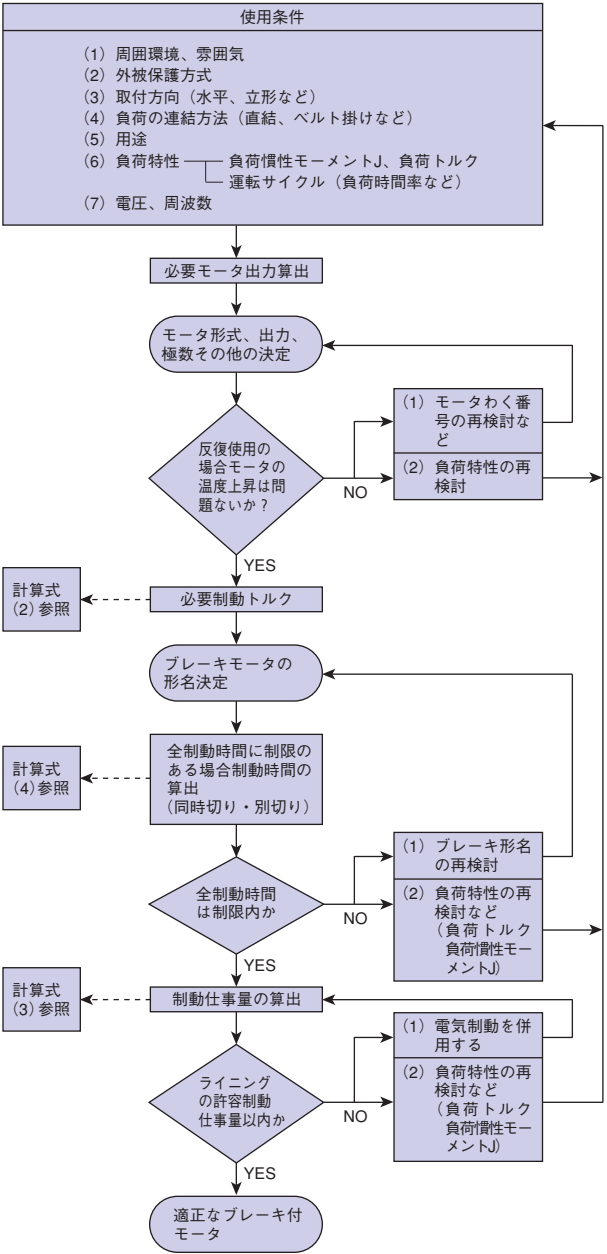 使用条件
(1) 周囲環境、雰囲気
(2) 外被保護方式
(3) 取付方向（水平、立形など）
(4) 負荷の連結方法（直結、ベルト掛けなど）
(5) 用途
(6) 負荷特性 負荷慣性モーメントJ、負荷トルク
運転サイクル（負荷時間率など）
(7) 電圧、周波数
必要モータ出力算出
モータ形式、出力、
極数その他の決定
反復使用の
場合モータの
温度上昇は問
題ないか？
NO
(1) モータわく番
号の再検討な
ど
(2) 負荷特性の再
検討
YES
計算式
(2)参照
必要制動トルク
ブレーキモータの
形名決定
計算式
(4)参照
全制動時間に制限の
ある場合制動時間の
算出
（同時切り・別切り）
全制動時間
は制限内か
NO
(1) ブレーキ形名
の再検討
(2) 負荷特性の再
検討など
（負荷トルク
負荷慣性モー
メントJ）
YES
計算式
(3)参照
制動仕事量の算出
ライニング
の許容制動
仕事量以内か
NO
(1) 電気制動を併
用する
(2) 負荷特性の再
検討など
（負荷トルク
負荷慣性モー
メントJ）
YES
適正なブレーキ付
モータ